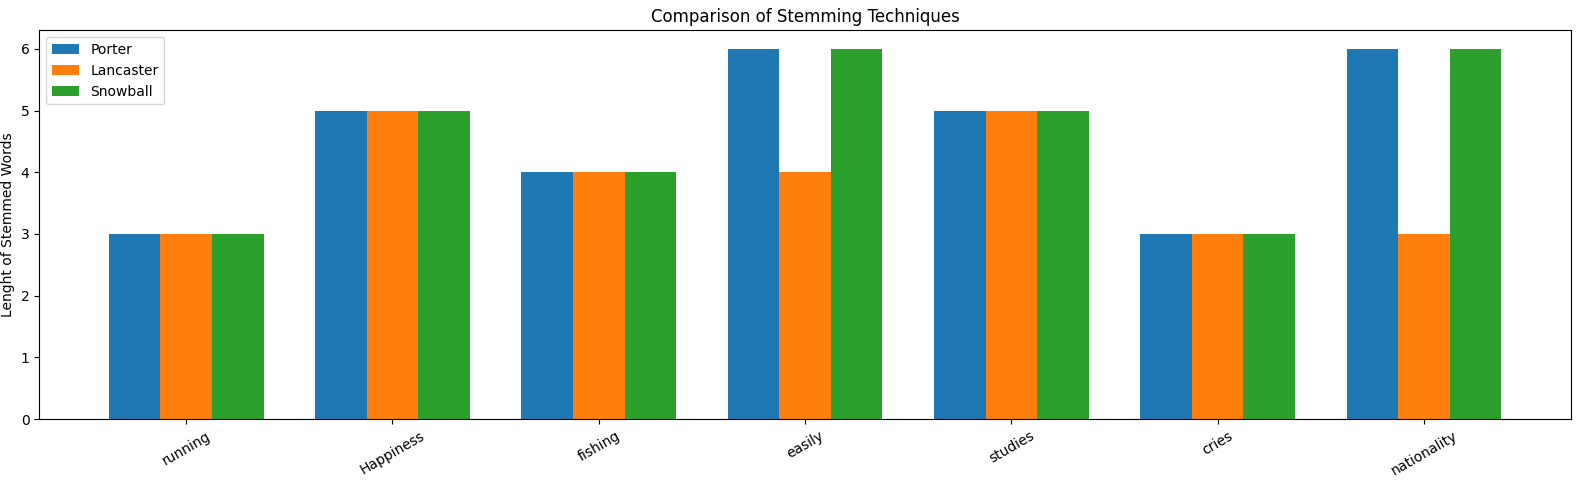 Comparison of Stemming Techniques
Porter
Lancaster
Snowball
Lenght of Stemmed Words
6
5
4
3
2
1
0
running
Happiness
fishing
easily
studies
cries
nationality